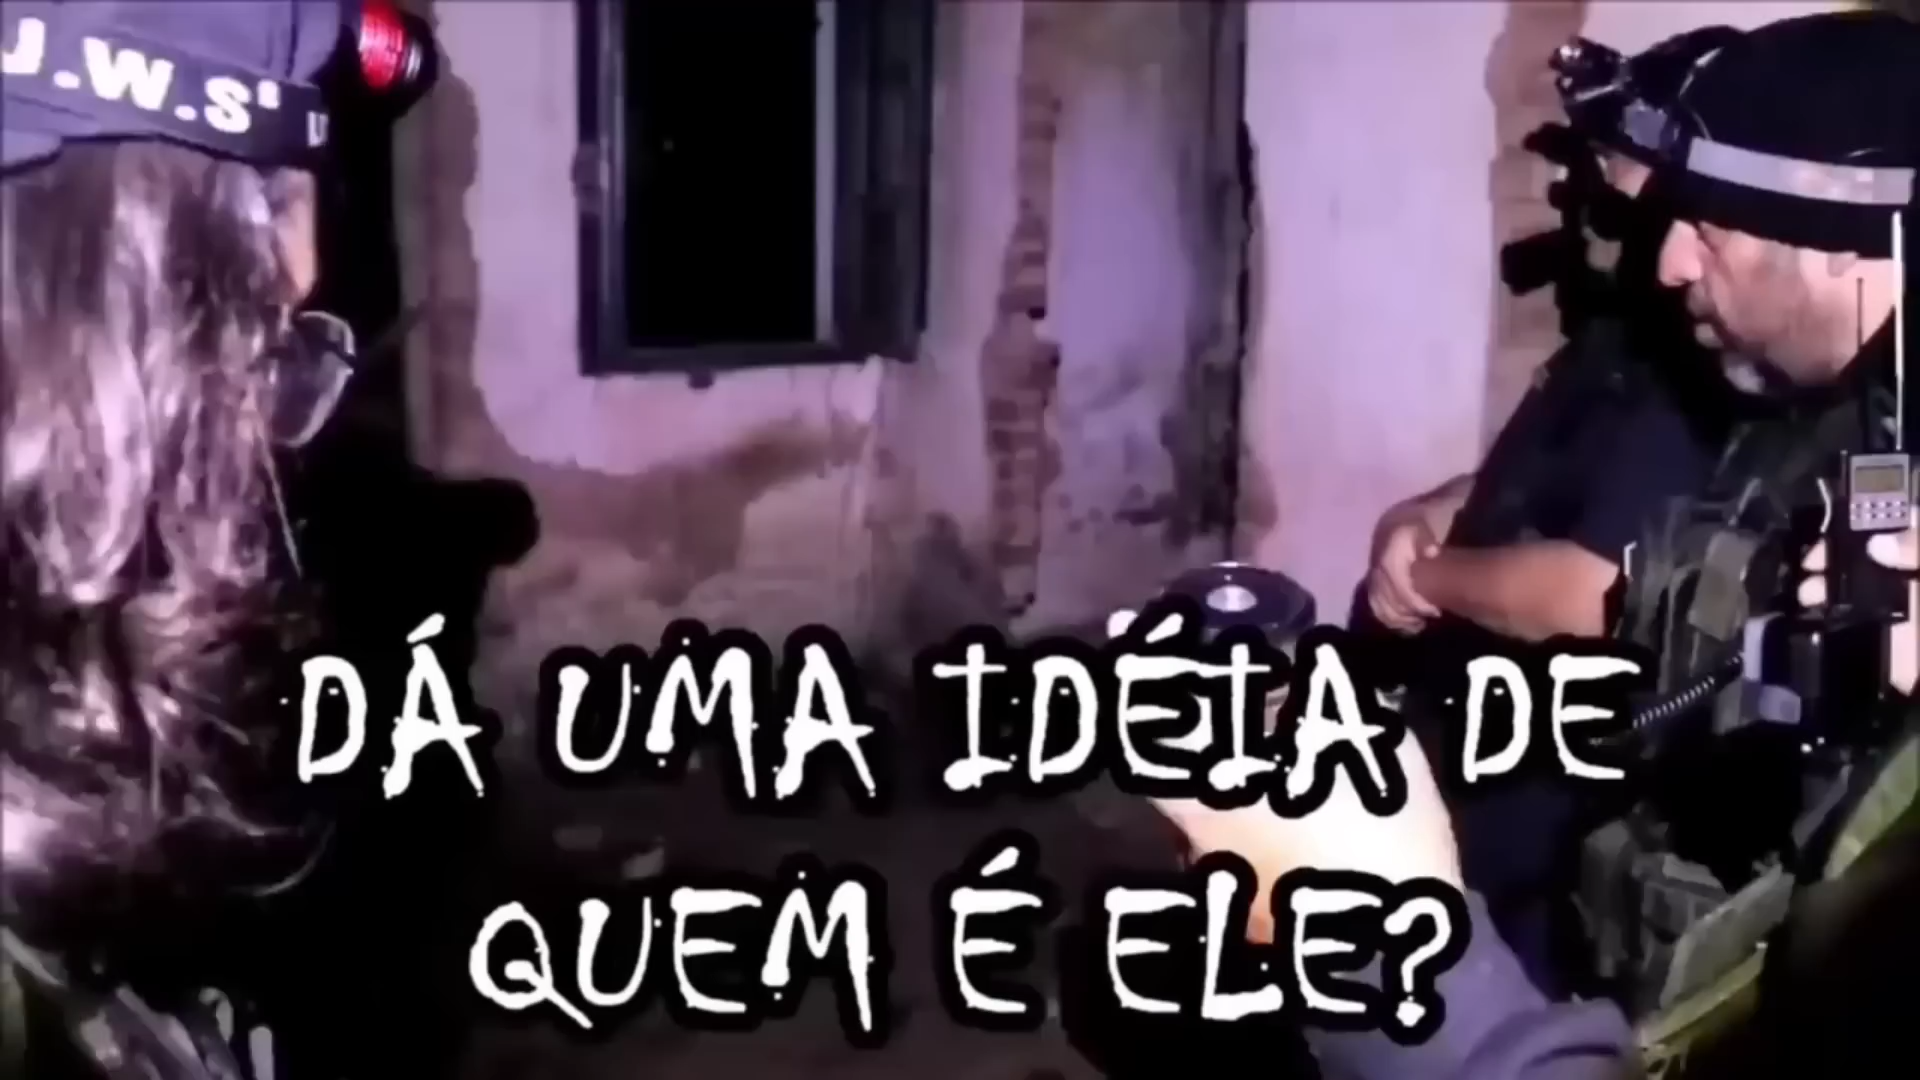 J.W.S'
DÁ UMA IDÉIA DE
QUEM É ELE?